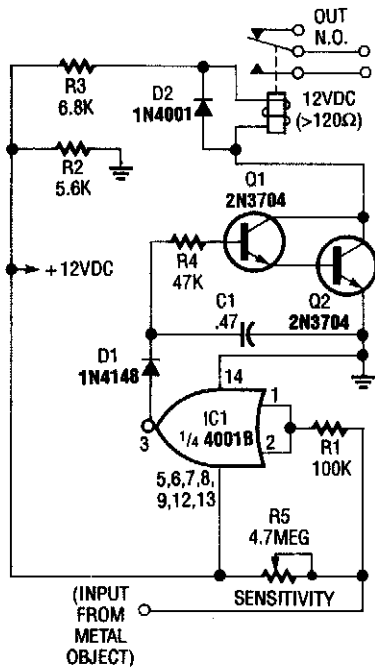 OUT
N.O.
R3
6.8K
D2
1N4001
12VDC
(>120Ω)
R2
5.6K
Q1
2N3704
+12VDC
R4
47K
Q2
2N3704
C1
.47
D1
1N4148
14
IC1
1/4 4001B
1
2
3
R1
100K
5,6,7,8,
9,12,13
R5
4.7MEG
SENSITIVITY
(INPUT
FROM
METAL
OBJECT)